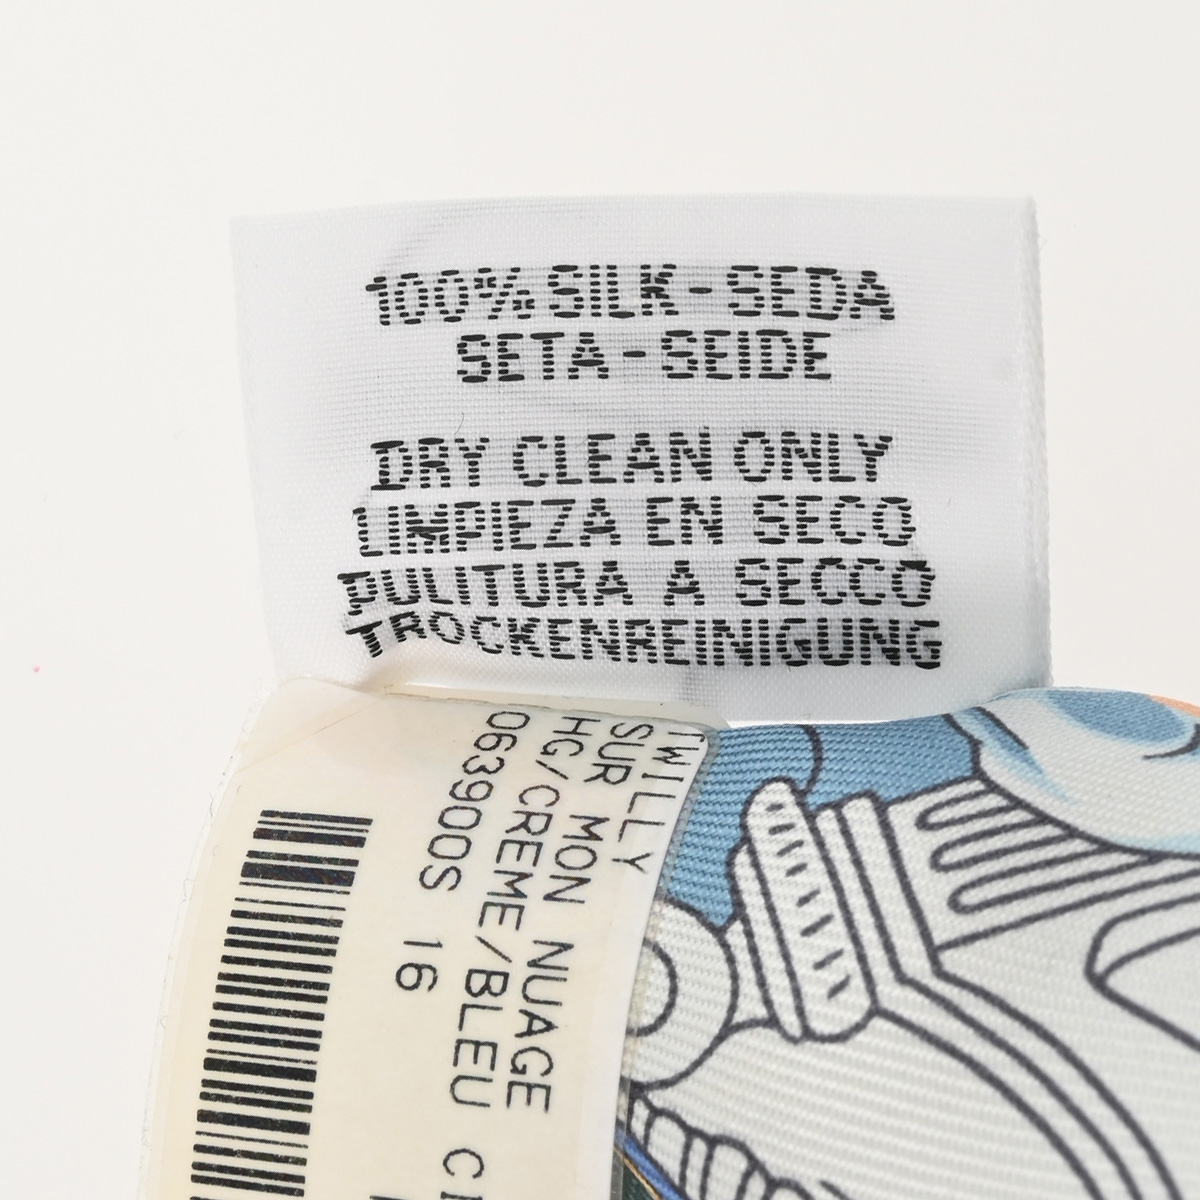 100% SILK - SEDA
SETA - SEIDE
DRY CLEAN ONLY
LIMPIEZA EN SECO
PULITURA A SECCO
TROCKENREINIGUNG
TWILLY
SUR MON NUAGE
HG/CREME/BLEU
063900S 16